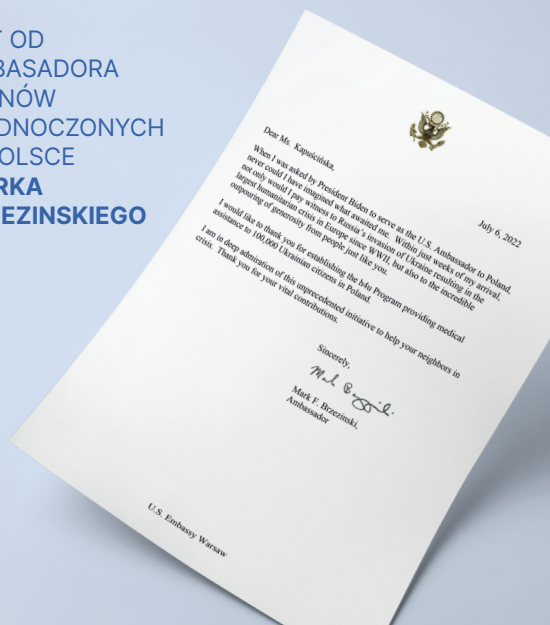 OD
BASADORA
NÓW
DNOCZONYCH
OLSCE
RKA
EZINSKIEGO
July 6, 2022
Dear Ms. Kapuścińska,
When I was asked by President Biden to serve as the U.S. Ambassador to Poland,
never could I have imagined what awaited me. Within just weeks of my arrival,
not only would I pay witness to Russia's invasion of Ukraine resulting in the
largest humanitarian crisis in Europe since WWII, but also to the incredible
outpouring of generosity from people just like you.
I would like to thank you for establishing the h4u Program providing medical
assistance to 100,000 Ukrainian citizens in Poland.
I am in deep admiration of this unprecedented initiative to help your neighbors in
crisis. Thank you for your vital contributions.
Sincerely,
Mark F. Brzezinski,
Ambassador
U.S. Embassy Warsaw